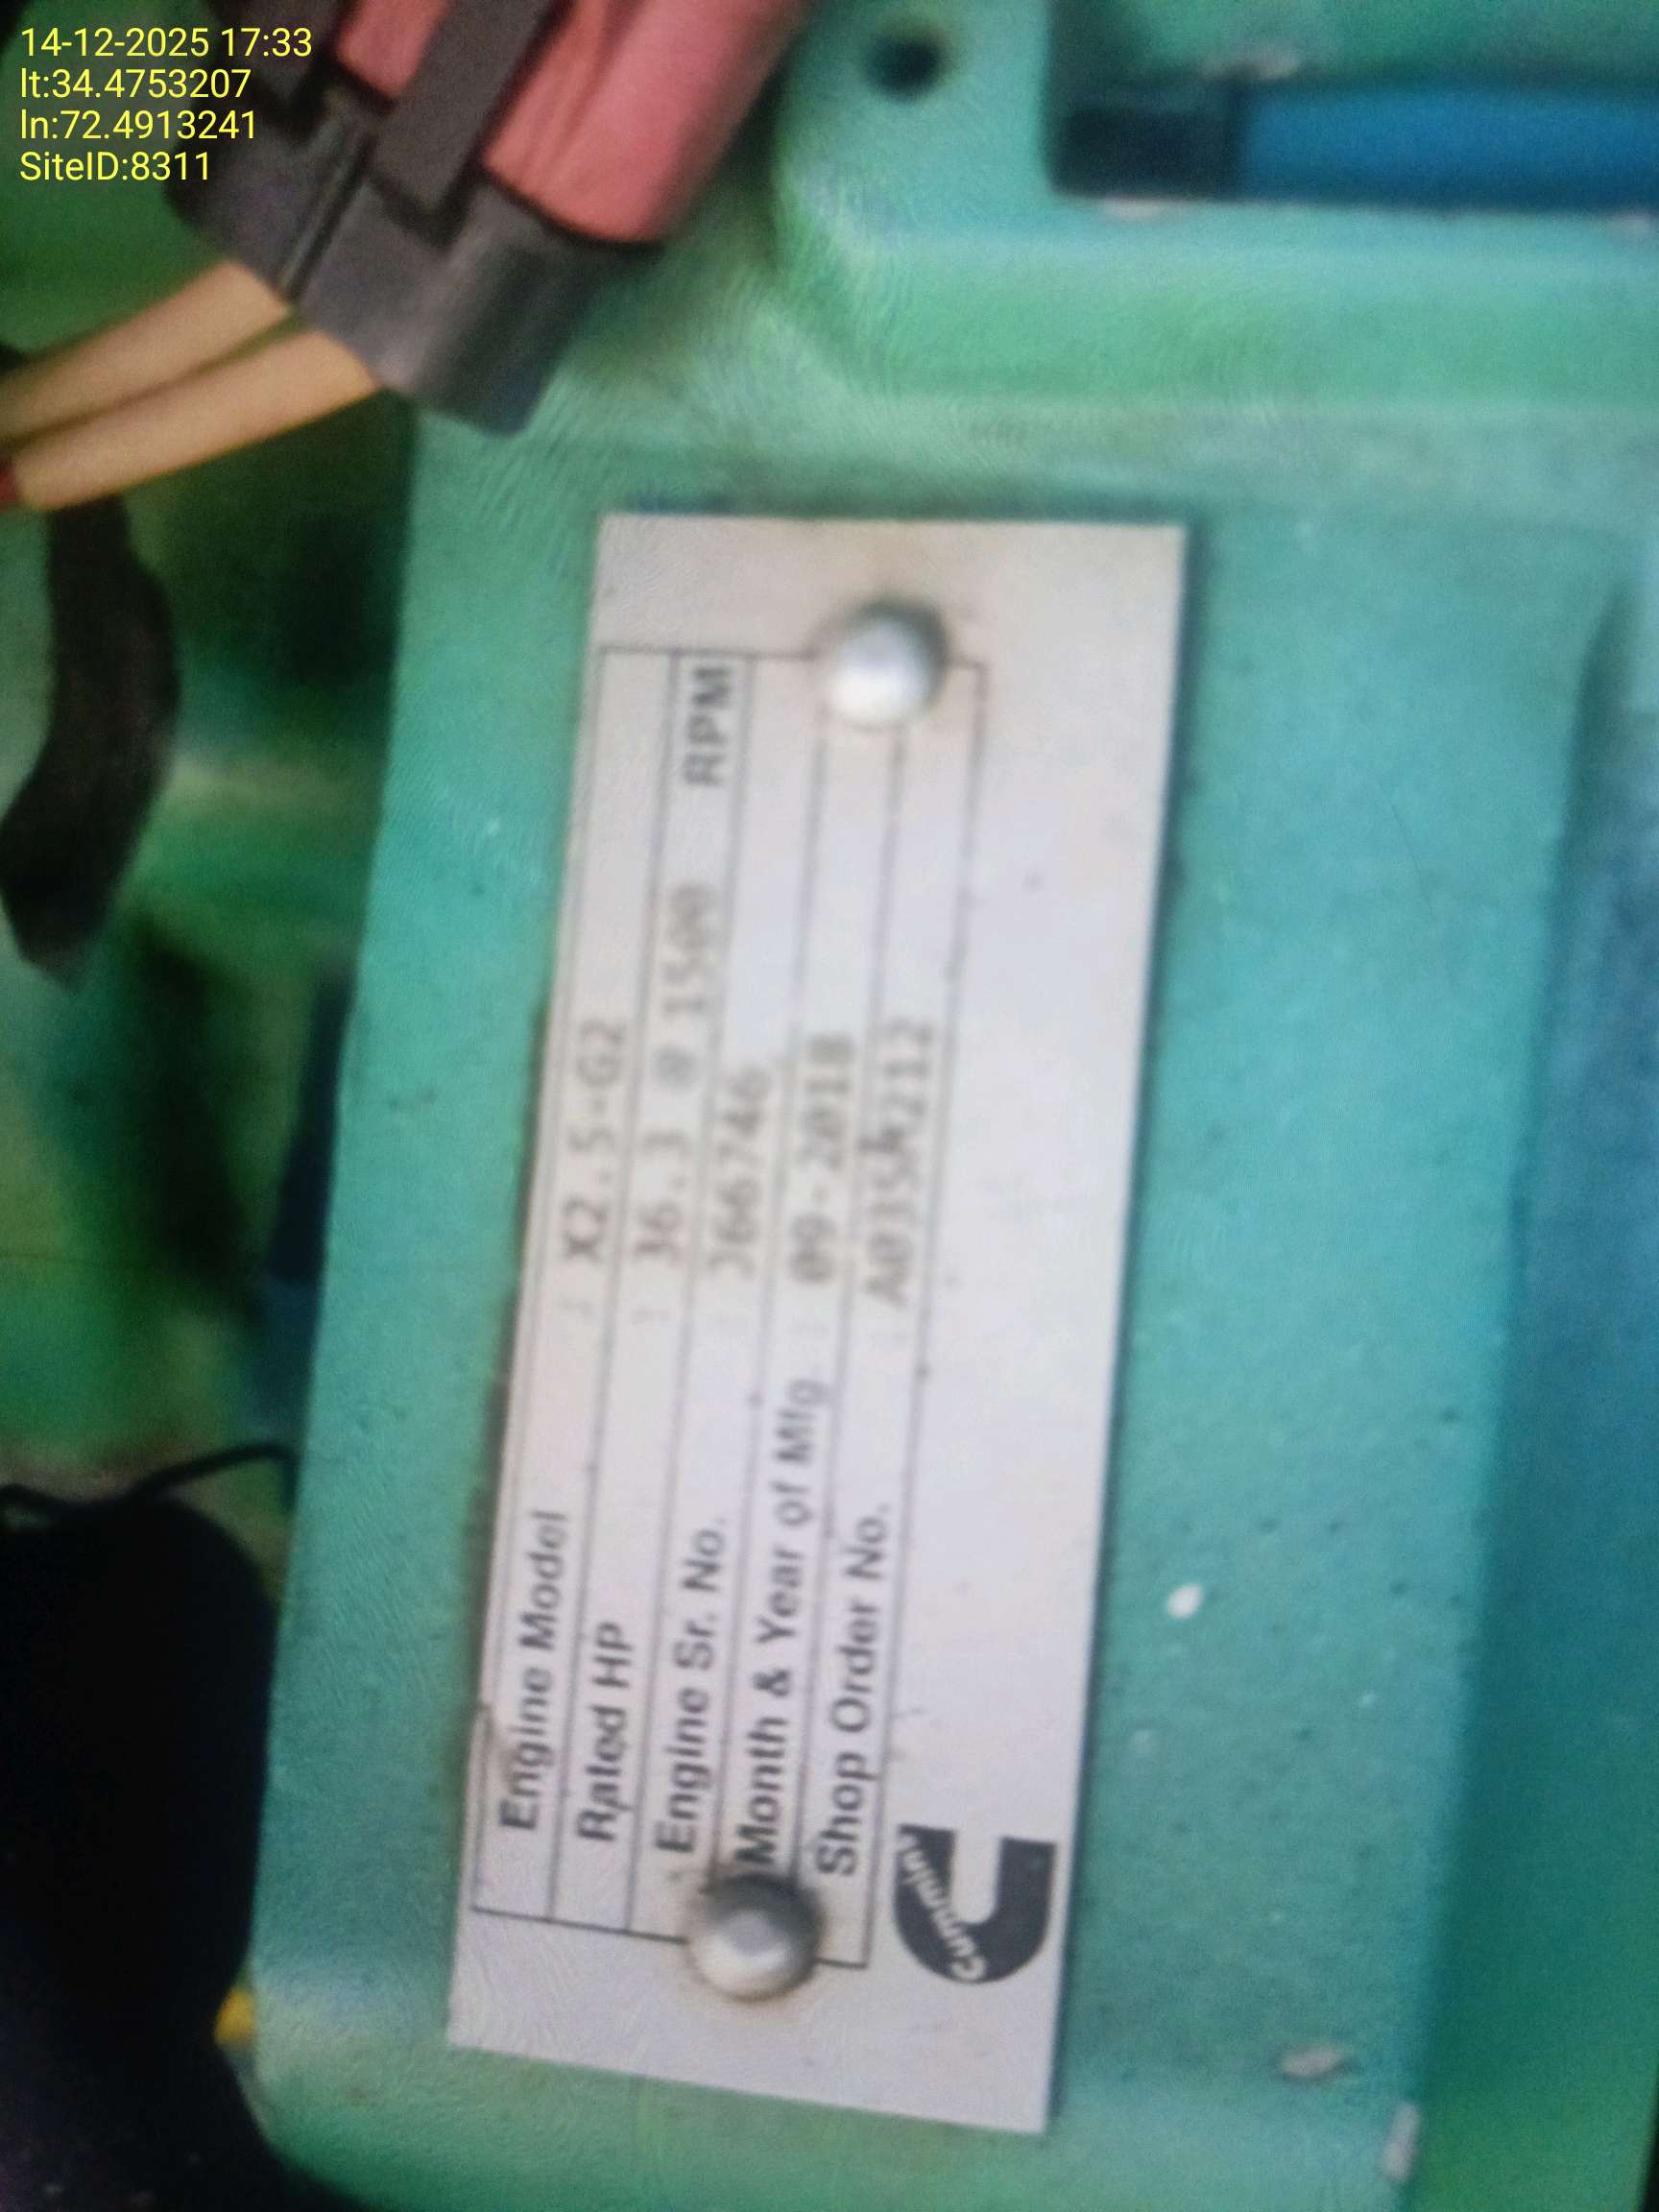 14-12-2025 17:33
lt:34.4753207
ln:72.4913241
SiteID:8311
Engine Model : X2.5-G2
Rated HP : 36.3 @ 1500 RPM
Engine Sr. No. : J667746
Month & Year of Mfg : 09-2018
Shop Order No. :
Cummins